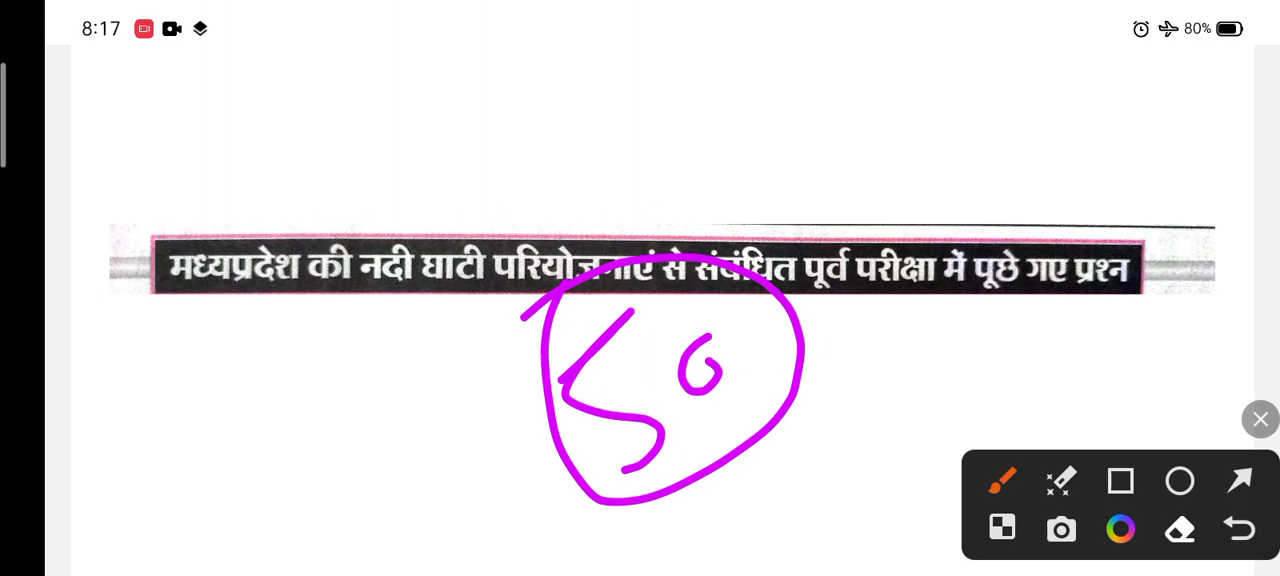 8:17
80%
मध्यप्रदेश की नदी घाटी परियोजनाएं से संबंधित पूर्व परीक्षा में पूछे गए प्रश्न
50